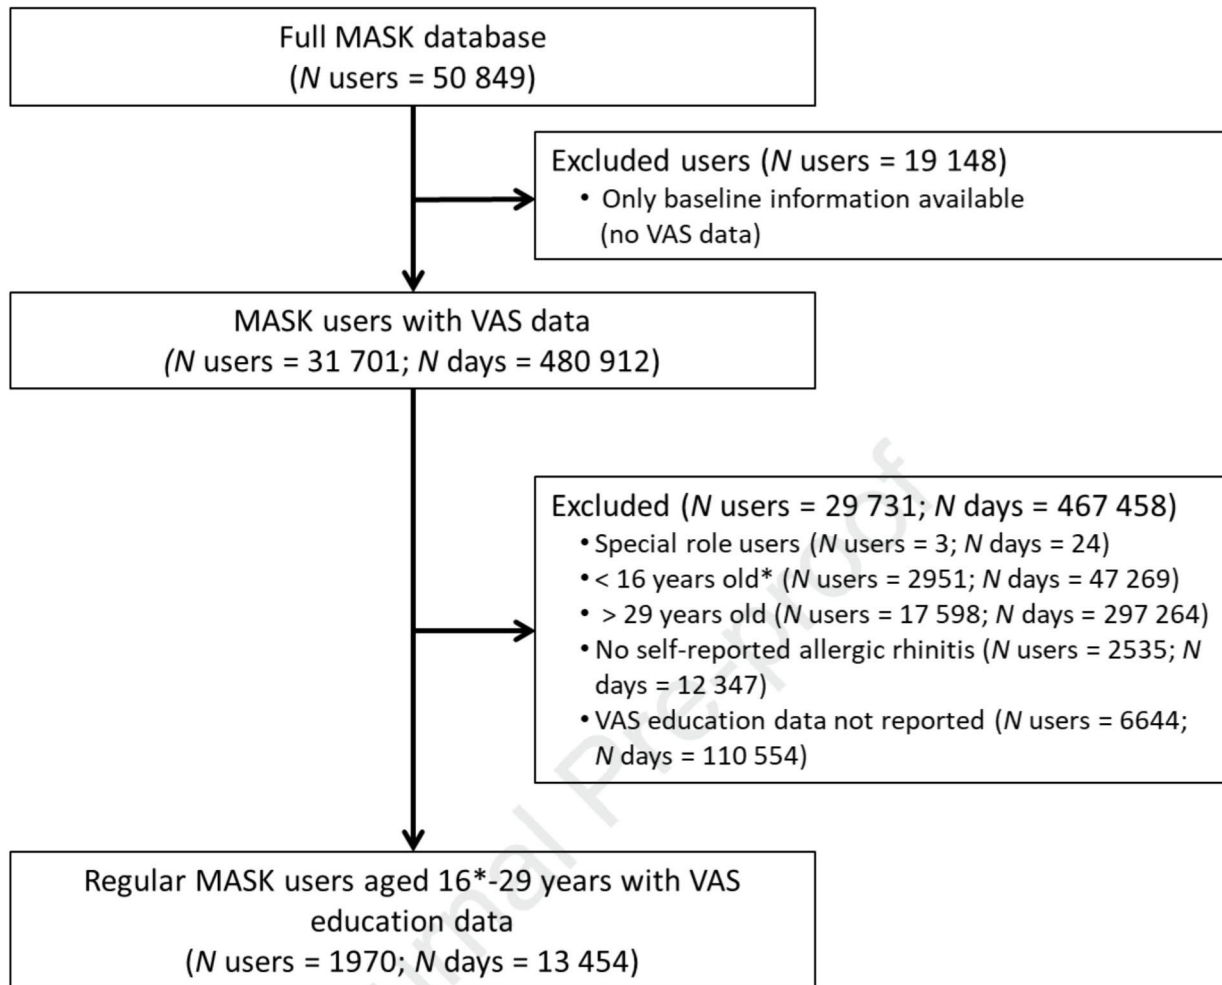 Full MASK database
(N users = 50 849)
Excluded users (N users = 19 148)
• Only baseline information available
(no VAS data)
MASK users with VAS data
(N users = 31 701; N days = 480 912)
Excluded (N users = 29 731; N days = 467 458)
• Special role users (N users = 3; N days = 24)
• < 16 years old* (N users = 2951; N days = 47 269)
• > 29 years old (N users = 17 598; N days = 297 264)
• No self-reported allergic rhinitis (N users = 2535; N
days = 12 347)
• VAS education data not reported (N users = 6644;
N days = 110 554)
Regular MASK users aged 16*-29 years with VAS
education data
(N users = 1970; N days = 13 454)
urnal Pre-proof